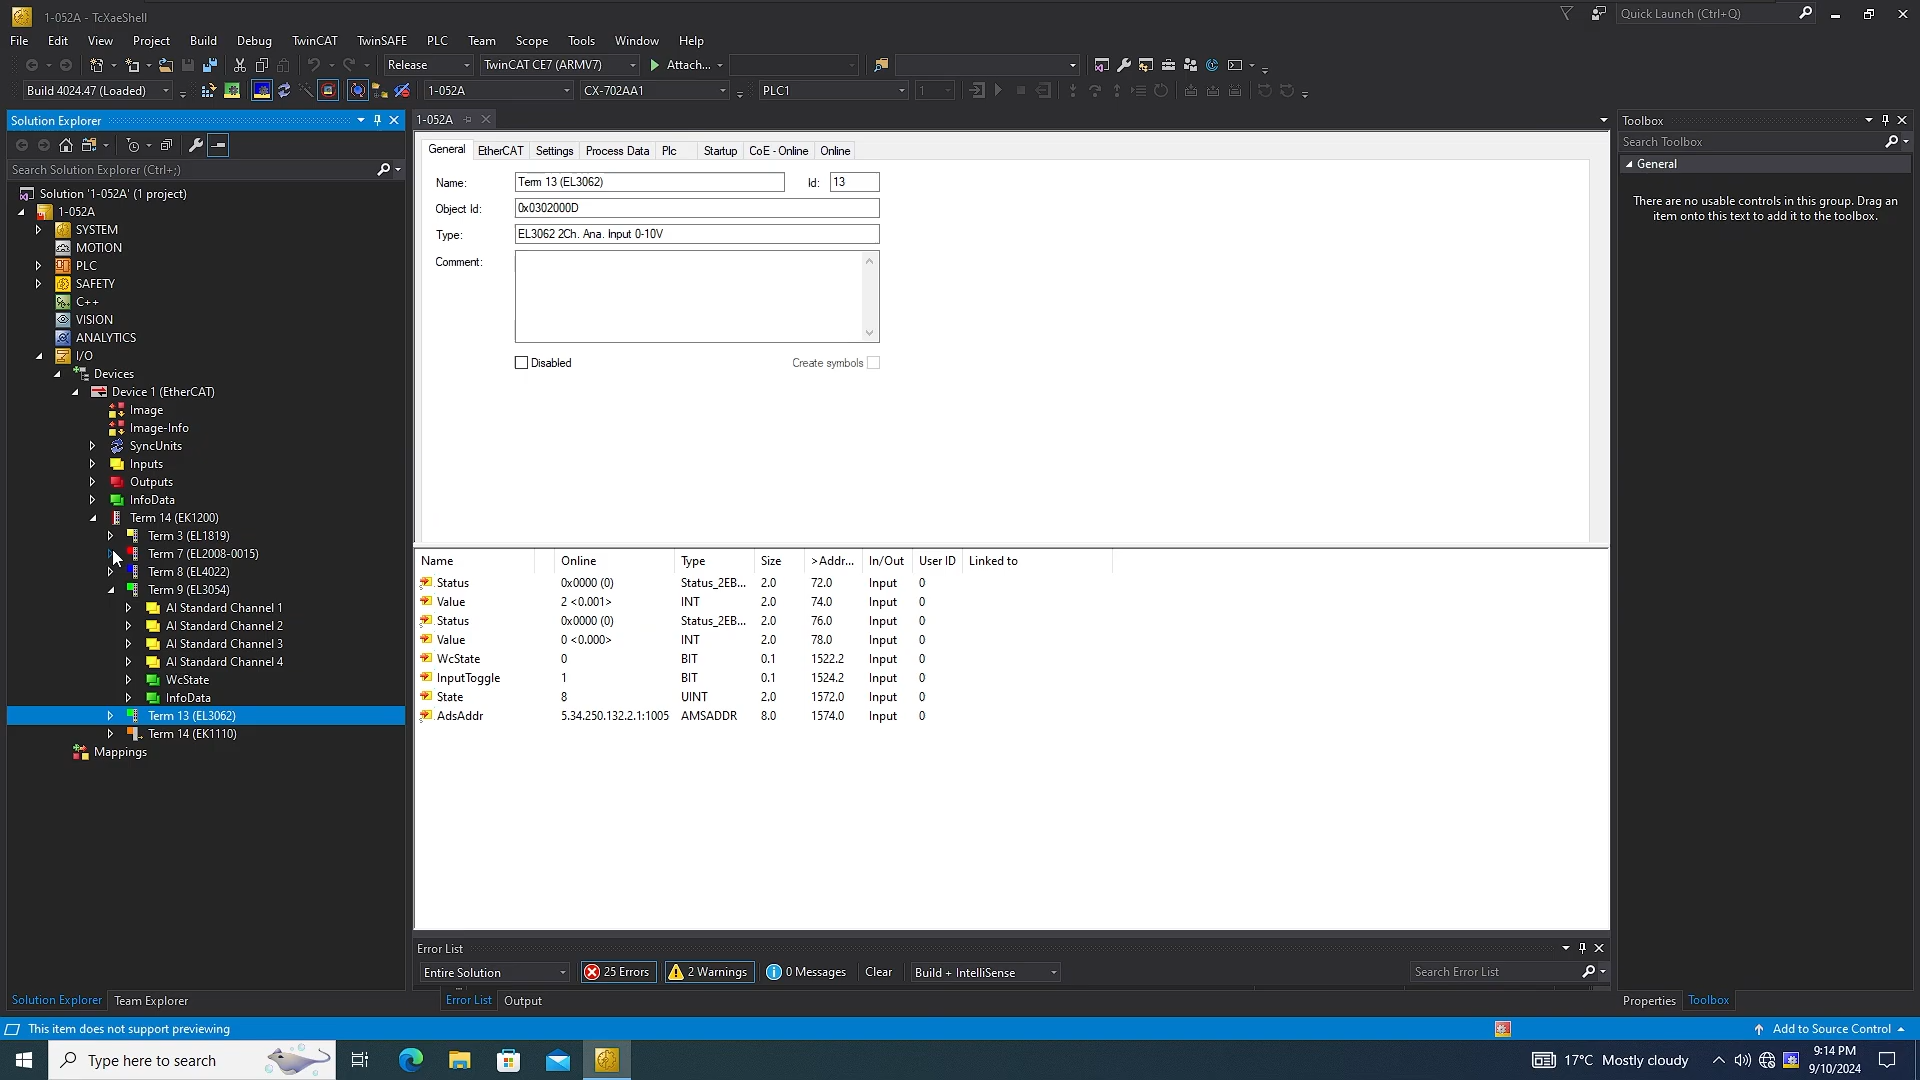 1-052A - TcXaeShell
Quick Launch (Ctrl+Q)
File Edit View Project Build Debug TwinCAT TwinSAFE PLC Team Scope Tools Window Help
Release TwinCAT CE7 (ARMV7) Attach...
Build 4024.47 (Loaded) 1-052A CX-702AA1 PLC1 1
Solution Explorer
Search Solution Explorer (Ctrl+;)
Solution '1-052A' (1 project)
1-052A
SYSTEM
MOTION
PLC
SAFETY
C++
VISION
ANALYTICS
I/O
Devices
Device 1 (EtherCAT)
Image
Image-Info
SyncUnits
Inputs
Outputs
InfoData
Term 14 (EK1200)
Term 3 (EL1819)
Term 7 (EL2008-0015)
Term 8 (EL4022)
Term 9 (EL3054)
AI Standard Channel 1
AI Standard Channel 2
AI Standard Channel 3
AI Standard Channel 4
WcState
InfoData
Term 13 (EL3062)
Term 14 (EK1110)
Mappings
Solution Explorer Team Explorer
1-052A
General EtherCAT Settings Process Data Plc Startup CoE - Online Online
Name: Term 13 (EL3062) Id: 13
Object Id: 0x0302000D
Type: EL3062 2Ch. Ana. Input 0-10V
Comment:
Disabled Create symbols
Name Online Type Size >Addr... In/Out User ID Linked to
Status 0x0000 (0) Status_2EB... 2.0 72.0 Input 0
Value 2 <0.001> INT 2.0 74.0 Input 0
Status 0x0000 (0) Status_2EB... 2.0 76.0 Input 0
Value 0 <0.000> INT 2.0 78.0 Input 0
WcState 0 BIT 0.1 1522.2 Input 0
InputToggle 1 BIT 0.1 1524.2 Input 0
State 8 UINT 2.0 1572.0 Input 0
AdsAddr 5.34.250.132.2.1:1005 AMSADDR 8.0 1574.0 Input 0
Error List
Entire Solution 25 Errors 2 Warnings 0 Messages Clear Build + IntelliSense Search Error List
Error List Output
Toolbox
Search Toolbox
General
There are no usable controls in this group. Drag an
item onto this text to add it to the toolbox.
Properties Toolbox
This item does not support previewing Add to Source Control
Type here to search
17°C Mostly cloudy
9:14 PM
9/10/2024